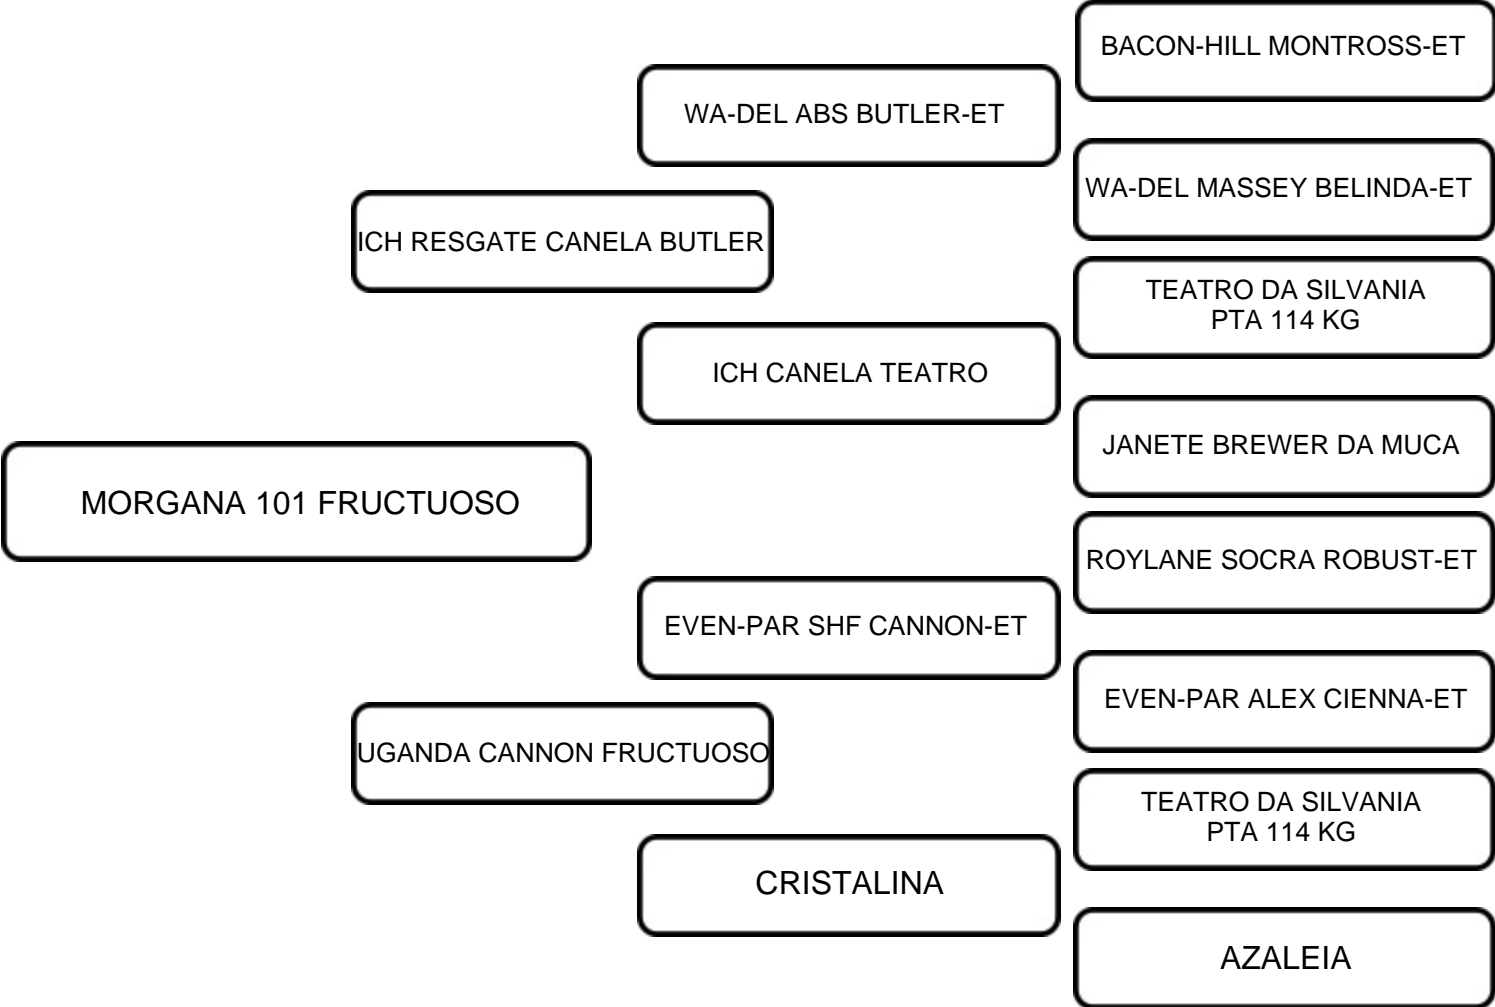 BACON-HILL MONTROSS-ET
WA-DEL ABS BUTLER-ET
WA-DEL MASSEY BELINDA-ET
ICH RESGATE CANELA BUTLER
TEATRO DA SILVANIA
PTA 114 KG
ICH CANELA TEATRO
JANETE BREWER DA MUCA
MORGANA 101 FRUCTUOSO
ROYLANE SOCRA ROBUST-ET
EVEN-PAR SHF CANNON-ET
EVEN-PAR ALEX CIENNA-ET
UGANDA CANNON FRUCTUOSO
TEATRO DA SILVANIA
PTA 114 KG
CRISTALINA
AZALEIA